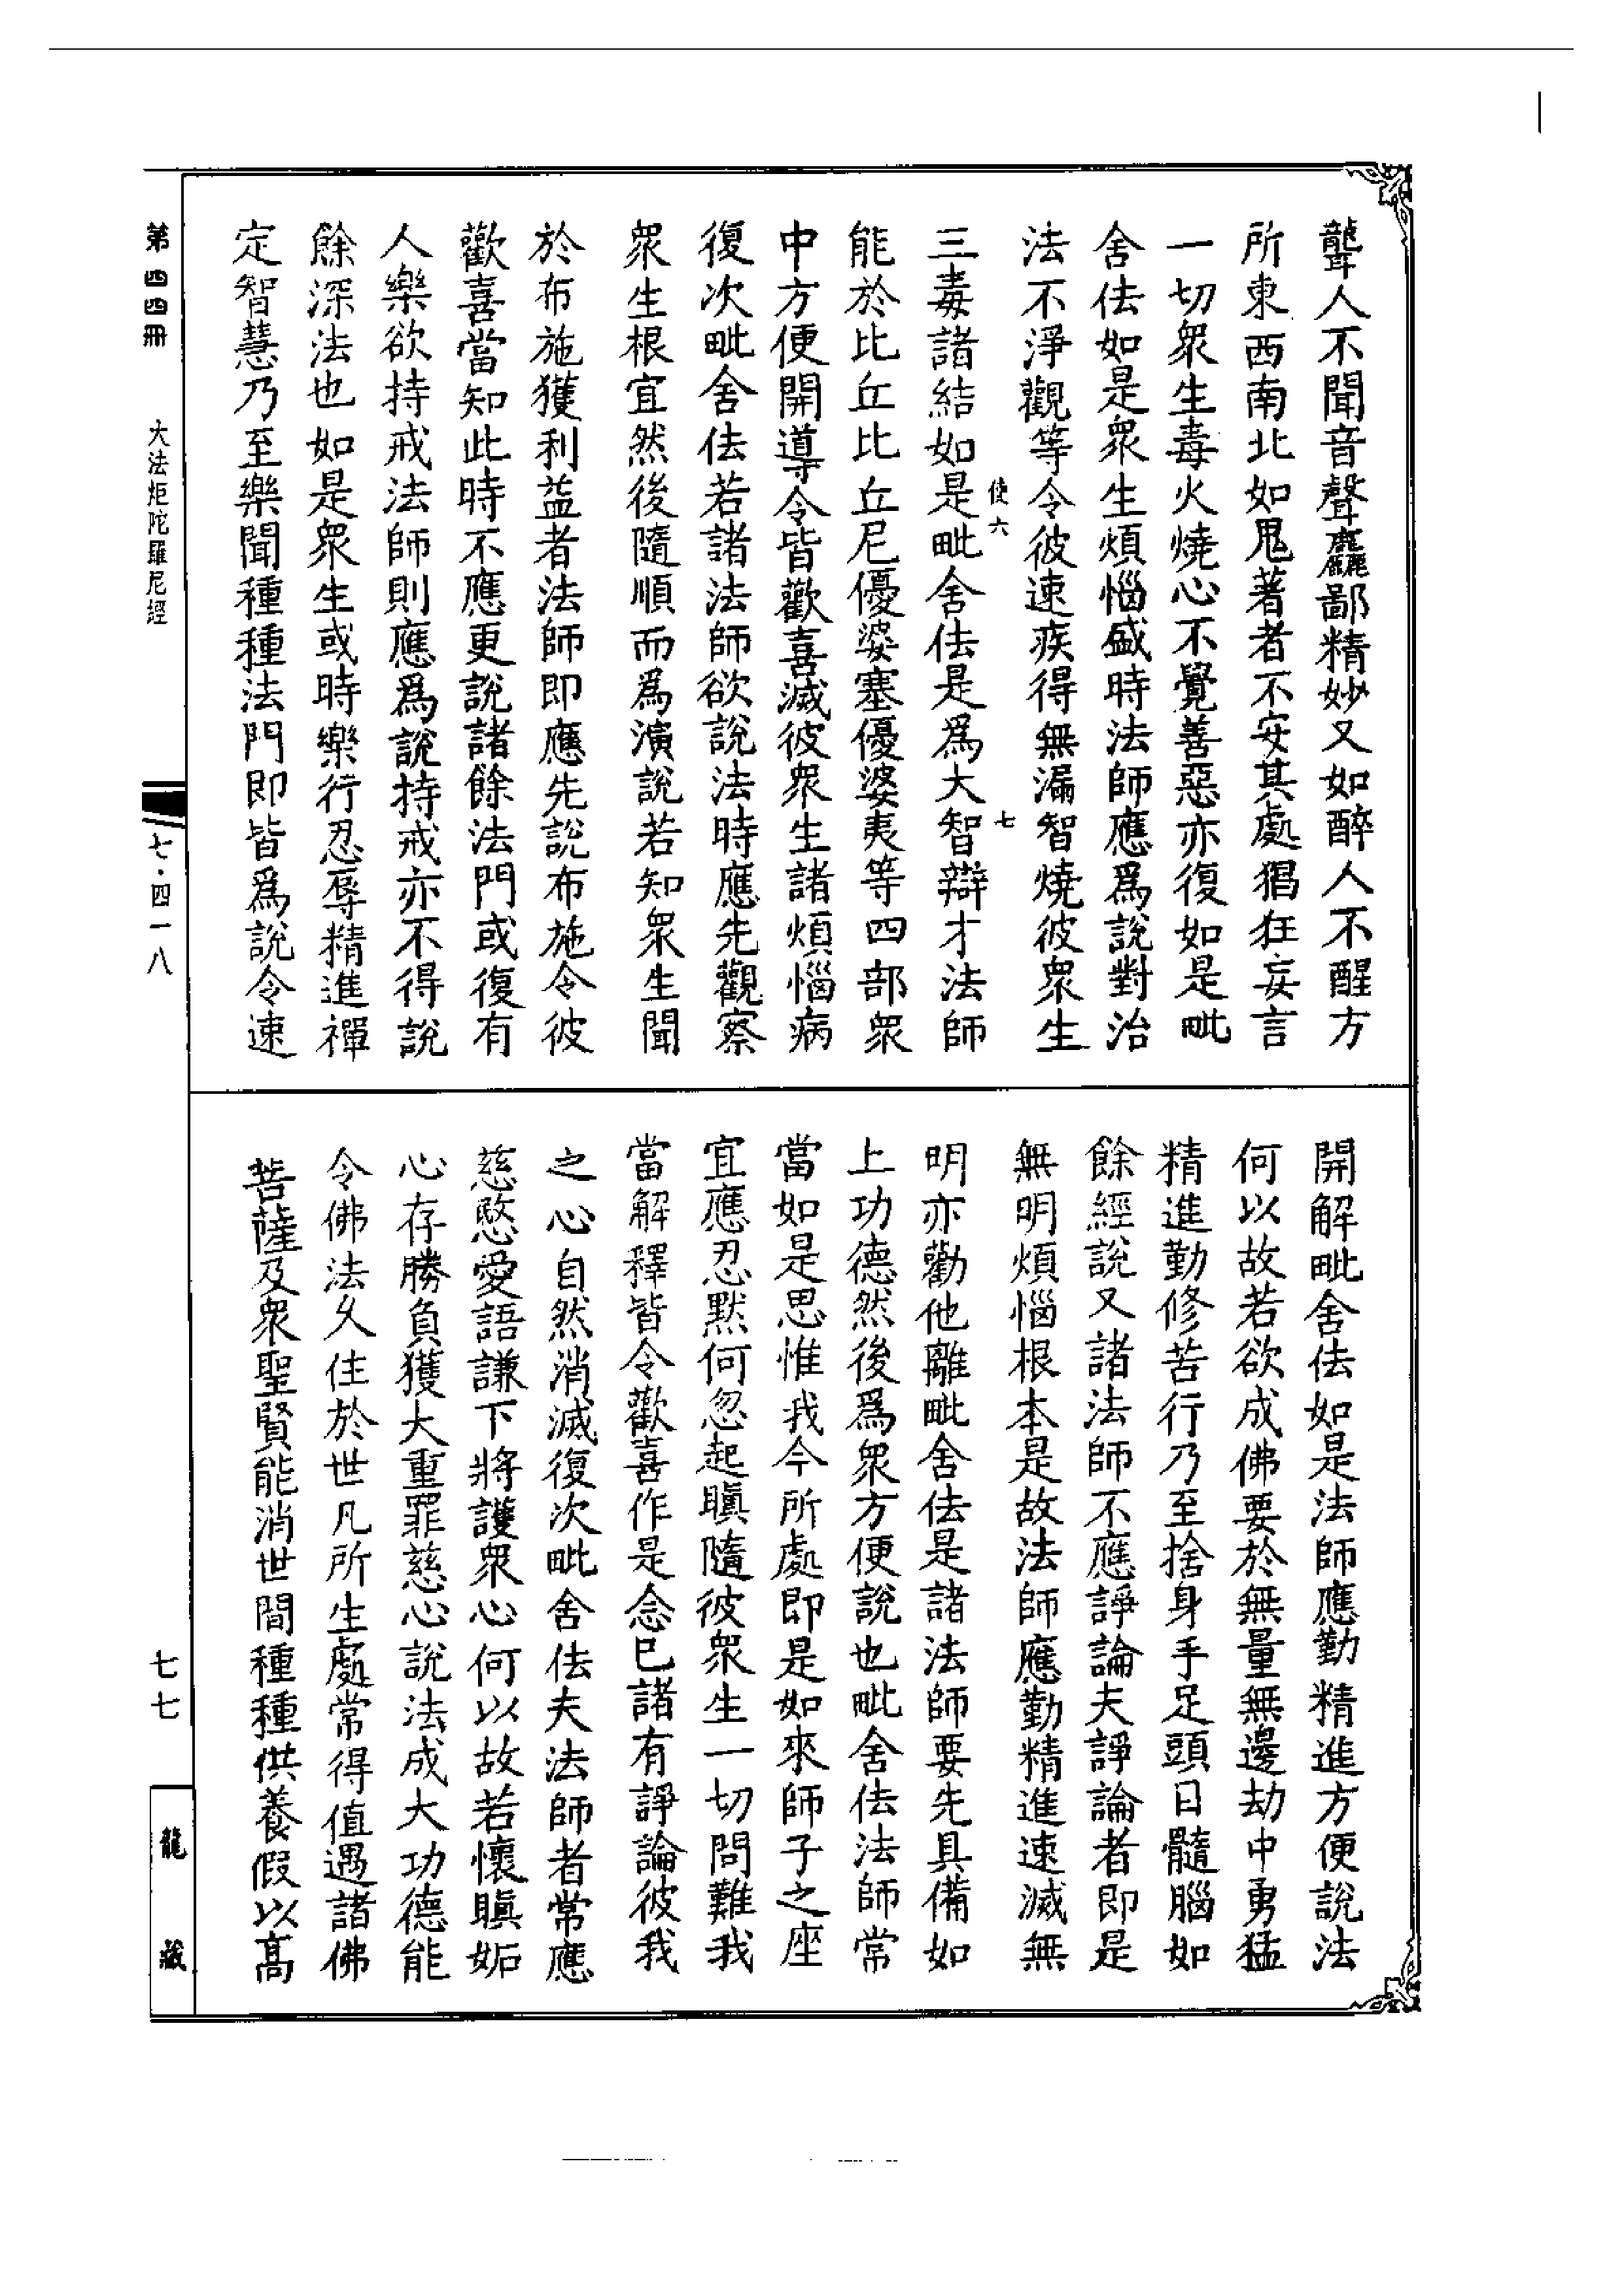 聾人不聞音聲麤鄙精妙又如醉人不醒方
所東西南北如鬼著者不安其處猖狂妄言
一切衆生毒火燒心不覺善惡亦復如是毗
舍佉如是衆生煩惱盛時法師應爲說對治
法不淨觀等令彼速疾得無漏智燒彼衆生
使六 七
三毒諸結如是毗舍佉是爲大智辯才法師
能於比丘比丘尼優婆塞優婆夷等四部衆
中方便開導令皆歡喜滅彼衆生諸煩惱病
復次毗舍佉若諸法師欲說法時應先觀察
衆生根宜然後隨順而爲演說若知衆生聞
於布施獲利益者法師即應先說布施令彼
歡喜當知此時不應更說諸餘法門或復有
人樂欲持戒法師則應爲說持戒亦不得說
餘深法也如是衆生或時樂行忍辱精進禪
定智慧乃至樂聞種種法門即皆爲說令速
開解毗舍佉如是法師應勤精進方便說法
何以故若欲成佛要於無量無邊劫中勇猛
精進勤修苦行乃至捨身手足頭目髓腦如
餘經說又諸法師不應諍論夫諍論者即是
無明煩惱根本是故法師應勤精進速滅無
明亦勸他離毗舍佉是諸法師要先具備如
上功德然後爲衆方便說也毗舍佉法師常
當如是思惟我今所處即是如來師子之座
宜應忍默何忽起瞋隨彼衆生一切問難我
當解釋皆令歡喜作是念已諸有諍論彼我
之心自然消滅復次毗舍佉夫法師者常應
慈愍愛語謙下將護衆心何以故若懷瞋妬
心存勝負獲大重罪慈心說法成大功德能
令佛法久住於世凡所生處常得值遇諸佛
菩薩及衆聖賢能消世間種種供養假以高
第四四冊 大法炬陀羅尼經
七·四一八
七七
龍藏